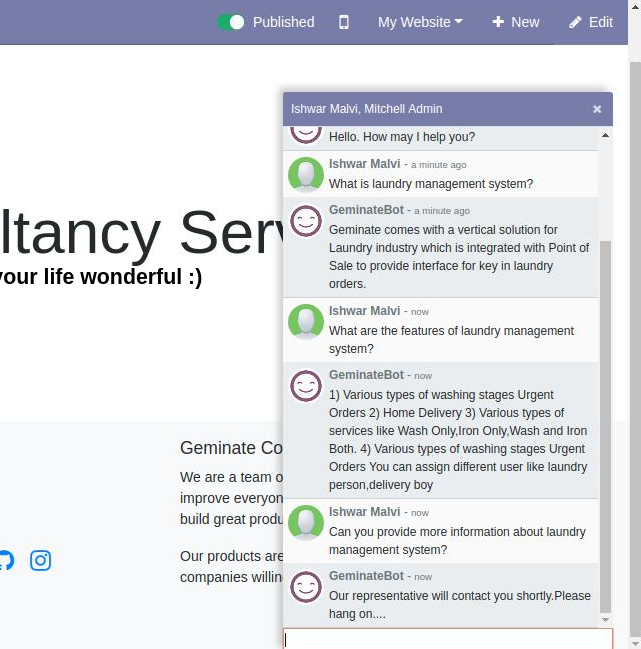 Published My Website + New Edit
Ishwar Malvi, Mitchell Admin ×
Hello. How may I help you?
Ishwar Malvi - a minute ago
What is laundry management system?
GeminateBot - a minute ago
Geminate comes with a vertical solution for
Laundry industry which is integrated with Point of
Sale to provide interface for key in laundry
orders.
Ishwar Malvi - now
What are the features of laundry management
system?
GeminateBot - now
1) Various types of washing stages Urgent
Orders 2) Home Delivery 3) Various types of
services like Wash Only,Iron Only,Wash and Iron
Both. 4) Various types of washing stages Urgent
Orders You can assign different user like laundry
person,delivery boy
Ishwar Malvi - now
Can you provide more information about laundry
management system?
GeminateBot - now
Our representative will contact you shortly.Please
hang on....
ltancy Serv
your life wonderful :)
Geminate Co
We are a team o
improve everyon
build great produ
Our products are
companies willin